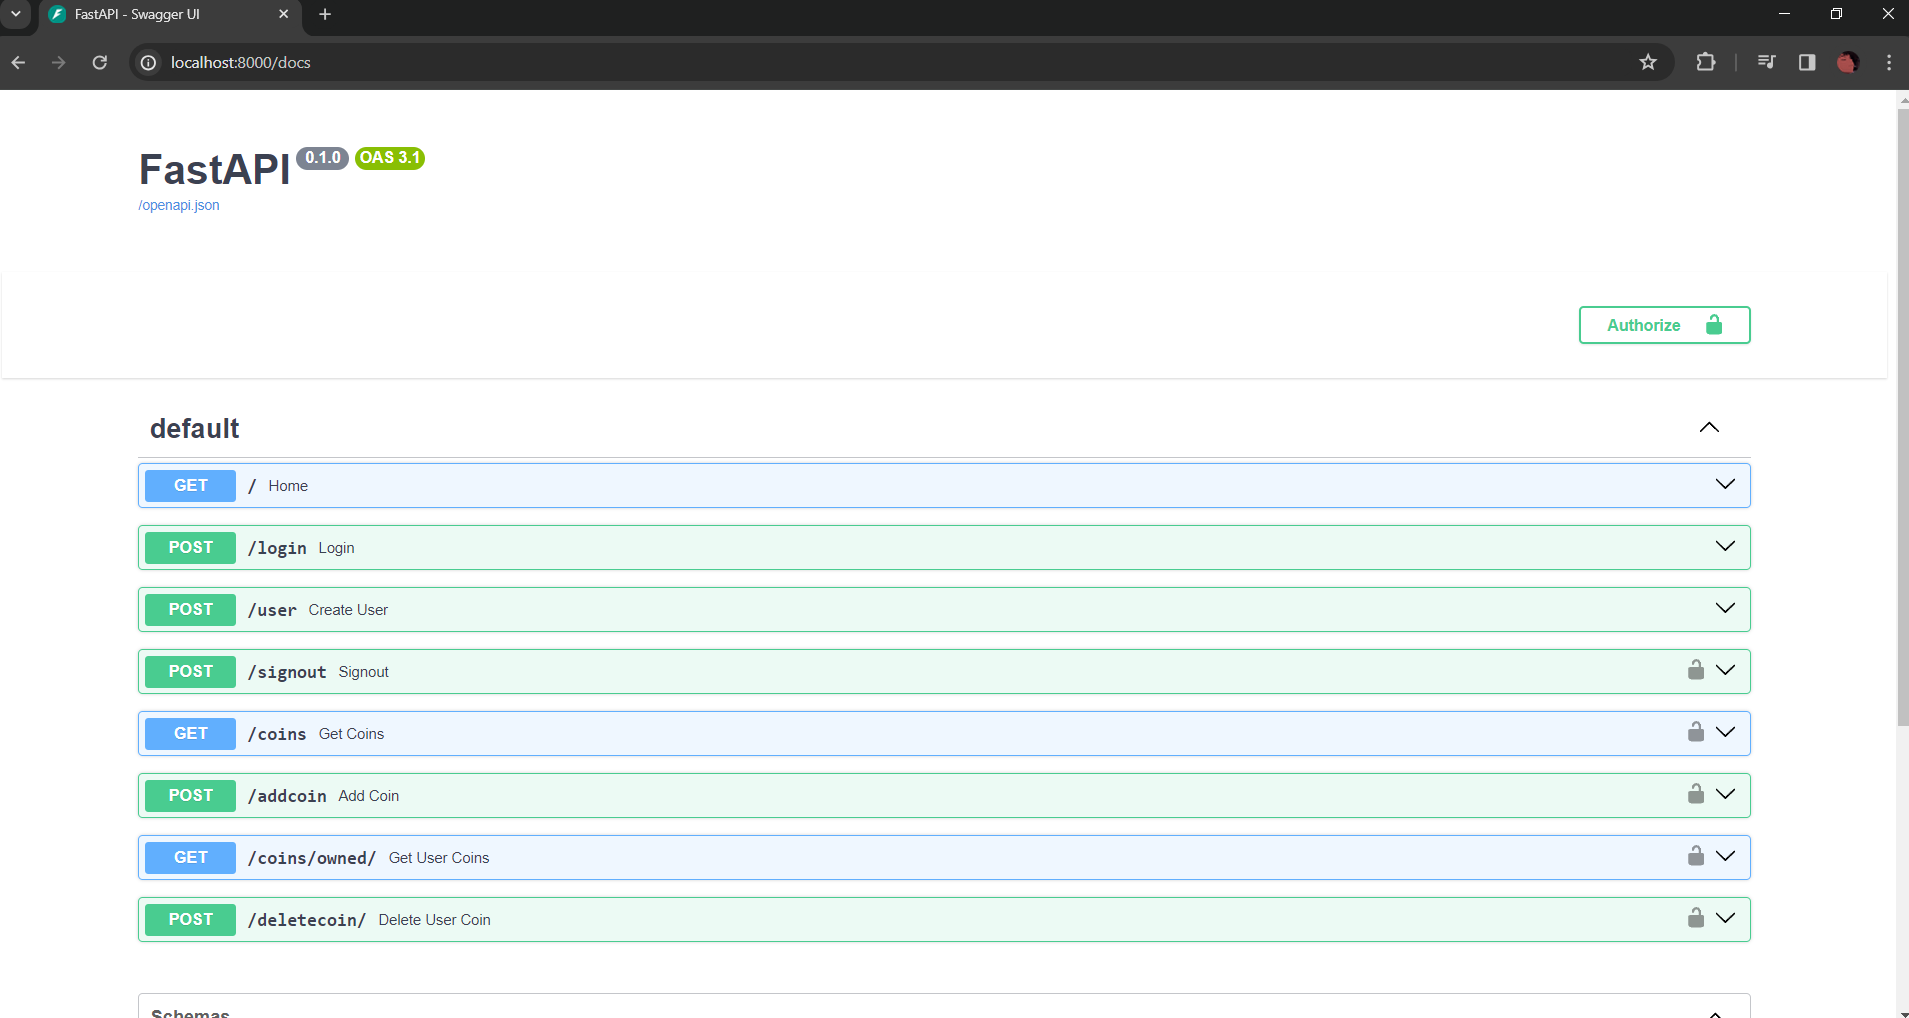 FastAPI - Swagger UI
localhost:8000/docs
FastAPI 0.1.0 OAS 3.1
/openapi.json
Authorize
default
GET / Home
POST /login Login
POST /user Create User
POST /signout Signout
GET /coins Get Coins
POST /addcoin Add Coin
GET /coins/owned/ Get User Coins
POST /deletecoin/ Delete User Coin
Schemas